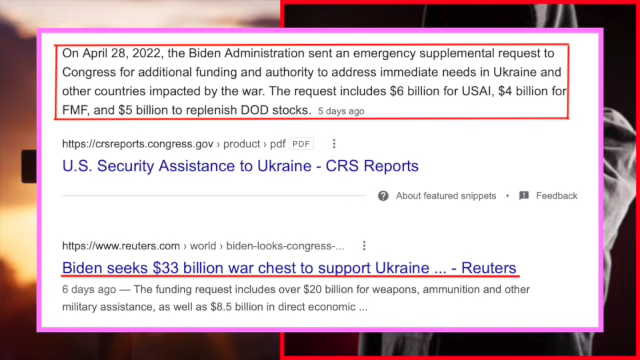 On April 28, 2022, the Biden Administration sent an emergency supplemental request to
Congress for additional funding and authority to address immediate needs in Ukraine and
other countries impacted by the war. The request includes $6 billion for USAI, $4 billion for
FMF, and $5 billion to replenish DOD stocks. 5 days ago
https://crsreports.congress.gov › product › pdf PDF
U.S. Security Assistance to Ukraine - CRS Reports
About featured snippets • Feedback
https://www.reuters.com › world › biden-looks-congress-...
Biden seeks $33 billion war chest to support Ukraine ... - Reuters
6 days ago — The funding request includes over $20 billion for weapons, ammunition and other
military assistance, as well as $8.5 billion in direct economic ...